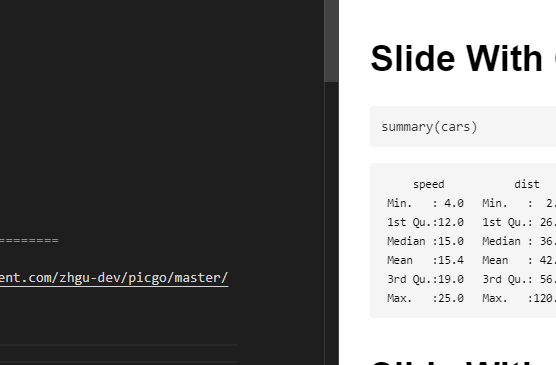 ========
ent.com/zhgu-dev/picgo/master/
Slide With
summary(cars)
speed dist
Min. : 4.0 Min. : 2.
1st Qu.:12.0 1st Qu.: 26.
Median :15.0 Median : 36.
Mean :15.4 Mean : 42.
3rd Qu.:19.0 3rd Qu.: 56.
Max. :25.0 Max. :120.
Slide With